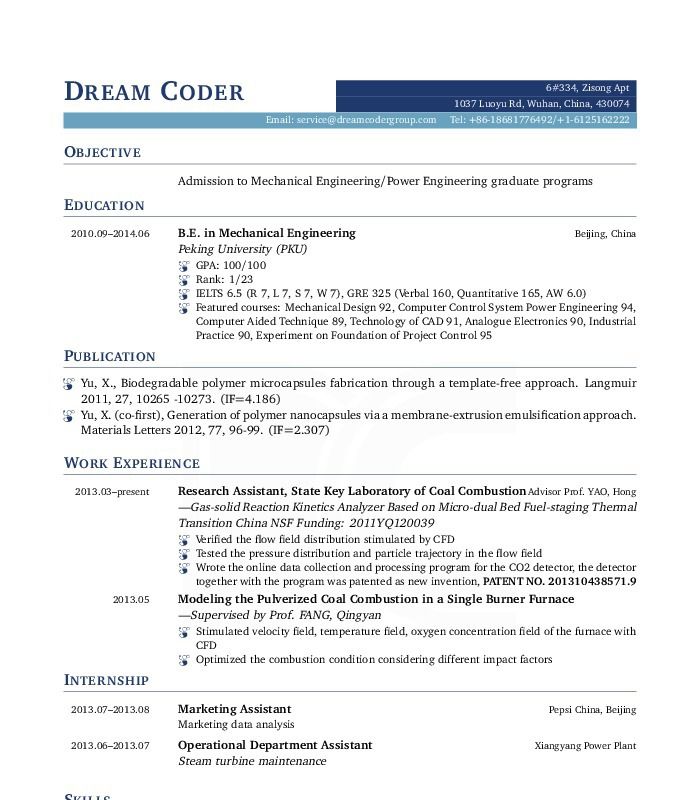 DREAM CODER
6#334, Zisong Apt
1037 Luoyu Rd, Wuhan, China, 430074
Email: service@dreamcodergroup.com Tel: +86-18681776492/+1-6125162222
OBJECTIVE
Admission to Mechanical Engineering/Power Engineering graduate programs
EDUCATION
2010.09–2014.06 B.E. in Mechanical Engineering Beijing, China
Peking University (PKU)
GPA: 100/100
Rank: 1/23
IELTS 6.5 (R 7, L 7, S 7, W 7), GRE 325 (Verbal 160, Quantitative 165, AW 6.0)
Featured courses: Mechanical Design 92, Computer Control System Power Engineering 94,
Computer Aided Technique 89, Technology of CAD 91, Analogue Electronics 90, Industrial
Practice 90, Experiment on Foundation of Project Control 95
PUBLICATION
Yu, X., Biodegradable polymer microcapsules fabrication through a template-free approach. Langmuir
2011, 27, 10265 -10273. (IF=4.186)
Yu, X. (co-first), Generation of polymer nanocapsules via a membrane-extrusion emulsification approach.
Materials Letters 2012, 77, 96-99. (IF=2.307)
WORK EXPERIENCE
2013.03–present Research Assistant, State Key Laboratory of Coal Combustion Advisor Prof. YAO, Hong
—Gas-solid Reaction Kinetics Analyzer Based on Micro-dual Bed Fuel-staging Thermal
Transition China NSF Funding: 2011YQ120039
Verified the flow field distribution stimulated by CFD
Tested the pressure distribution and particle trajectory in the flow field
Wrote the online data collection and processing program for the CO2 detector, the detector
together with the program was patented as new invention, PATENT NO. 201310438571.9
2013.05 Modeling the Pulverized Coal Combustion in a Single Burner Furnace
—Supervised by Prof. FANG, Qingyan
Stimulated velocity field, temperature field, oxygen concentration field of the furnace with
CFD
Optimized the combustion condition considering different impact factors
INTERNSHIP
2013.07–2013.08 Marketing Assistant Pepsi China, Beijing
Marketing data analysis
2013.06–2013.07 Operational Department Assistant Xiangyang Power Plant
Steam turbine maintenance
SKILLS